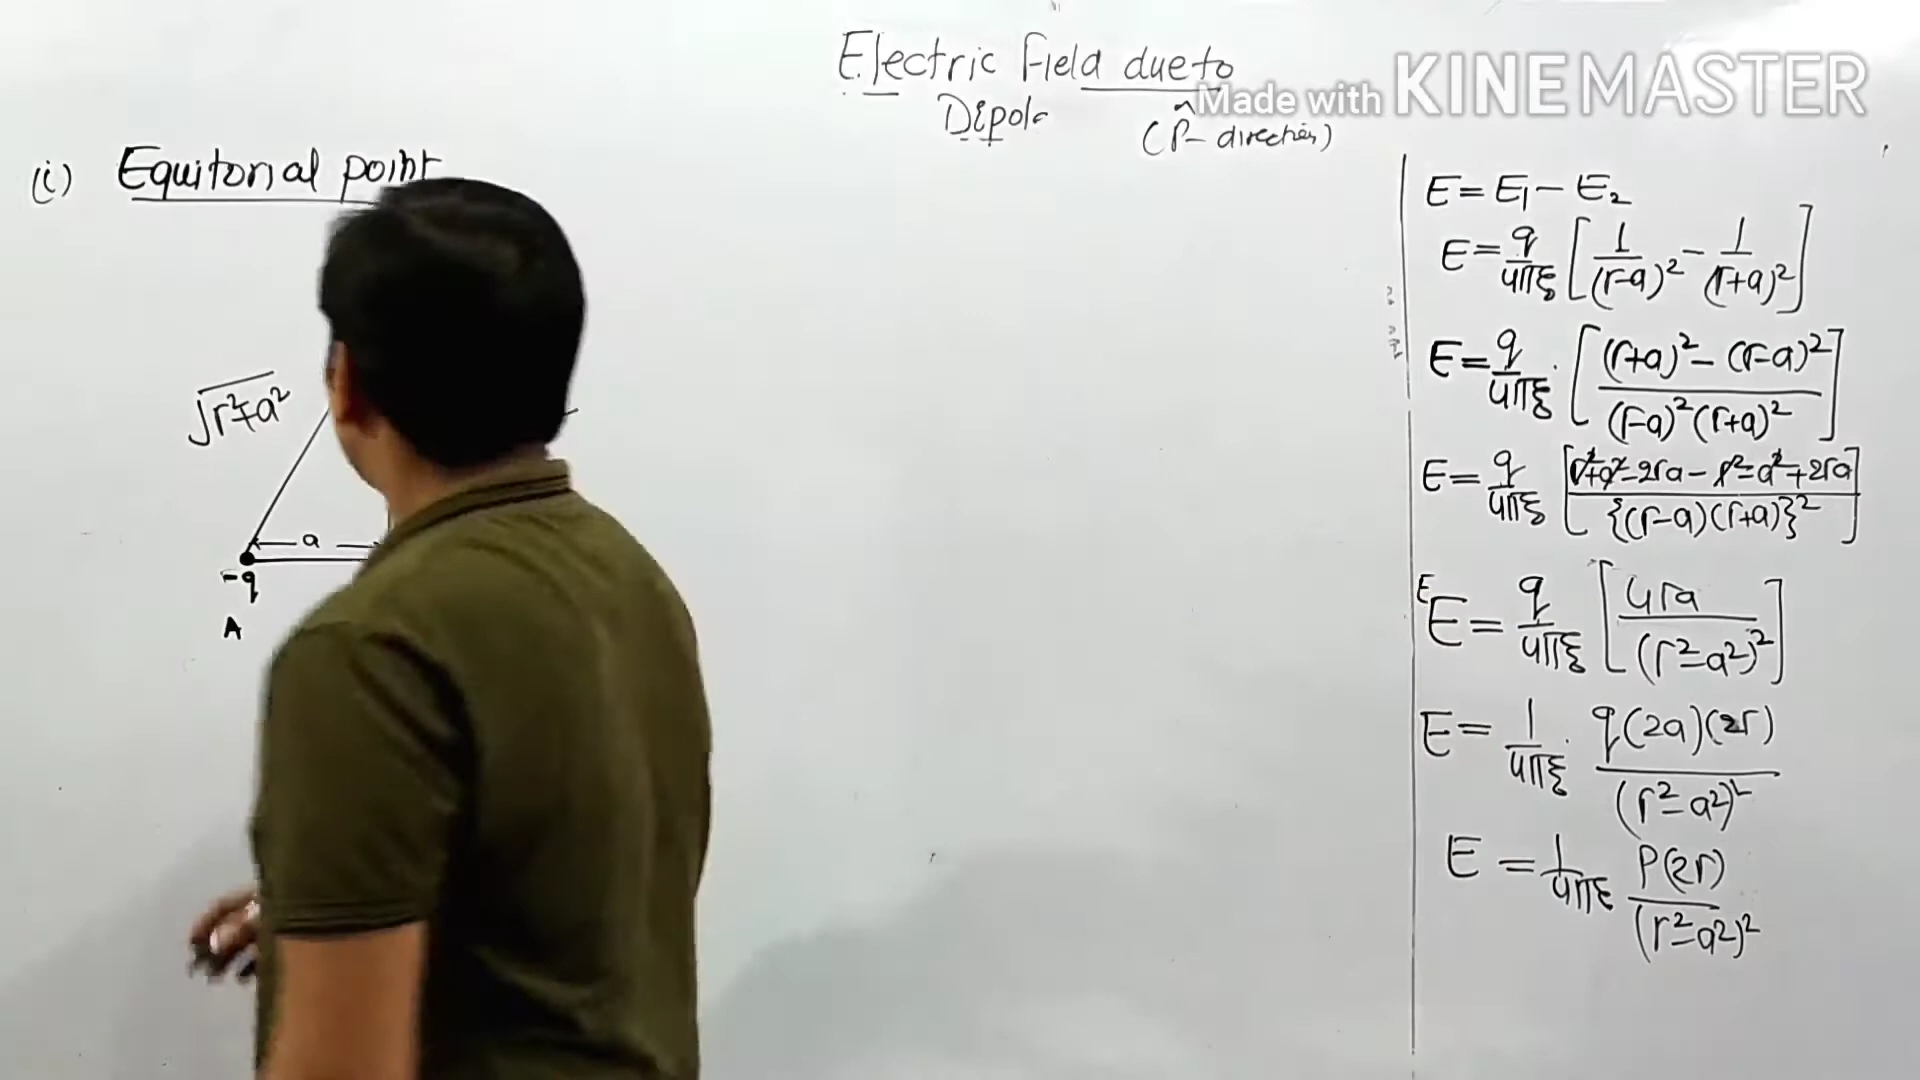 Electric Field due to
Dipole
(P̂- direction)
Made with KINEMASTER
(i) Equitorial point
√r²+a²
a
-q
A
E = E₁ - E₂
E = q/4πε₀ [1/(r-a)² - 1/(r+a)²]
E = q/4πε₀ . [(r+a)² - (r-a)² / (r-a)²(r+a)²]
E = q/4πε₀ [r²+a²-2ra - r²-a²+2ra / {(r-a)(r+a)}²]
E
E = q/4πε₀ [4ra / (r²-a²)²]
E = 1/4πε₀ . q(2a)(2r) / (r²-a²)²
E = 1/4πε₀ P(2r) / (r²-a²)²